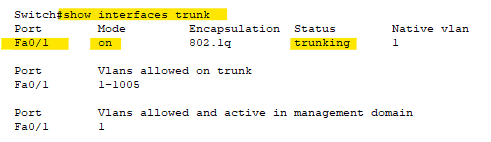 Switch#show interfaces trunk
Port Mode Encapsulation Status Native vlan
Fa0/1 on 802.1q trunking 1
Port Vlans allowed on trunk
Fa0/1 1-1005
Port Vlans allowed and active in management domain
Fa0/1 1